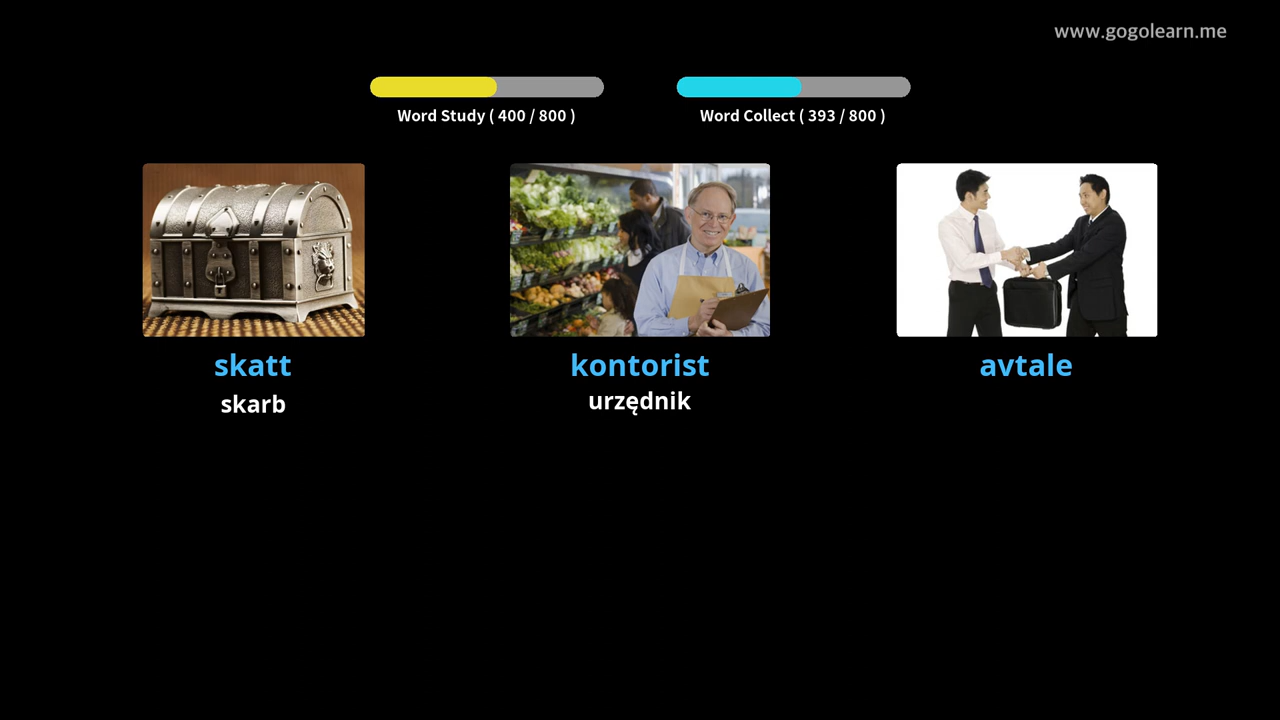 www.gogolearn.me
Word Study ( 400 / 800 )
Word Collect ( 393 / 800 )
skatt
kontorist
avtale
skarb
urzędnik